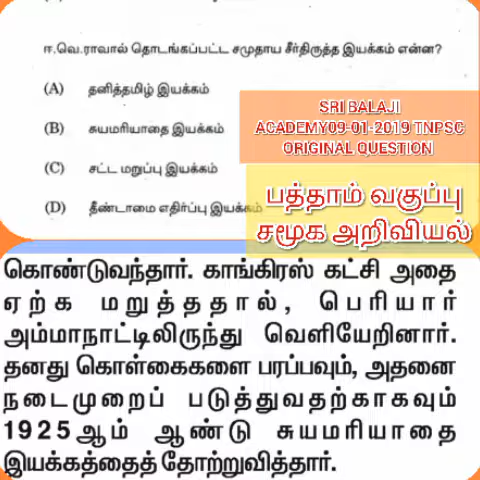 ஈ.வெ.ராவால் தொடங்கப்பட்ட சமுதாய சீர்திருத்த இயக்கம் என்ன?
(A) தனித்தமிழ் இயக்கம்
(B) சுயமரியாதை இயக்கம்
(C) சட்ட மறுப்பு இயக்கம்
(D) தீண்டாமை எதிர்ப்பு இயக்கம்
SRI BALAJI
ACADEMY09-01-2019 TNPSC
ORIGINAL QUESTION
பத்தாம் வகுப்பு
சமூக அறிவியல்
கொண்டுவந்தார். காங்கிரஸ் கட்சி அதை
ஏற்க மறுத்ததால், பெரியார்
அம்மாநாட்டிலிருந்து வெளியேறினார்.
தனது கொள்கைகளை பரப்பவும், அதனை
நடைமுறைப் படுத்துவதற்காகவும்
1925ஆம் ஆண்டு சுயமரியாதை
இயக்கத்தைத் தோற்றுவித்தார்.